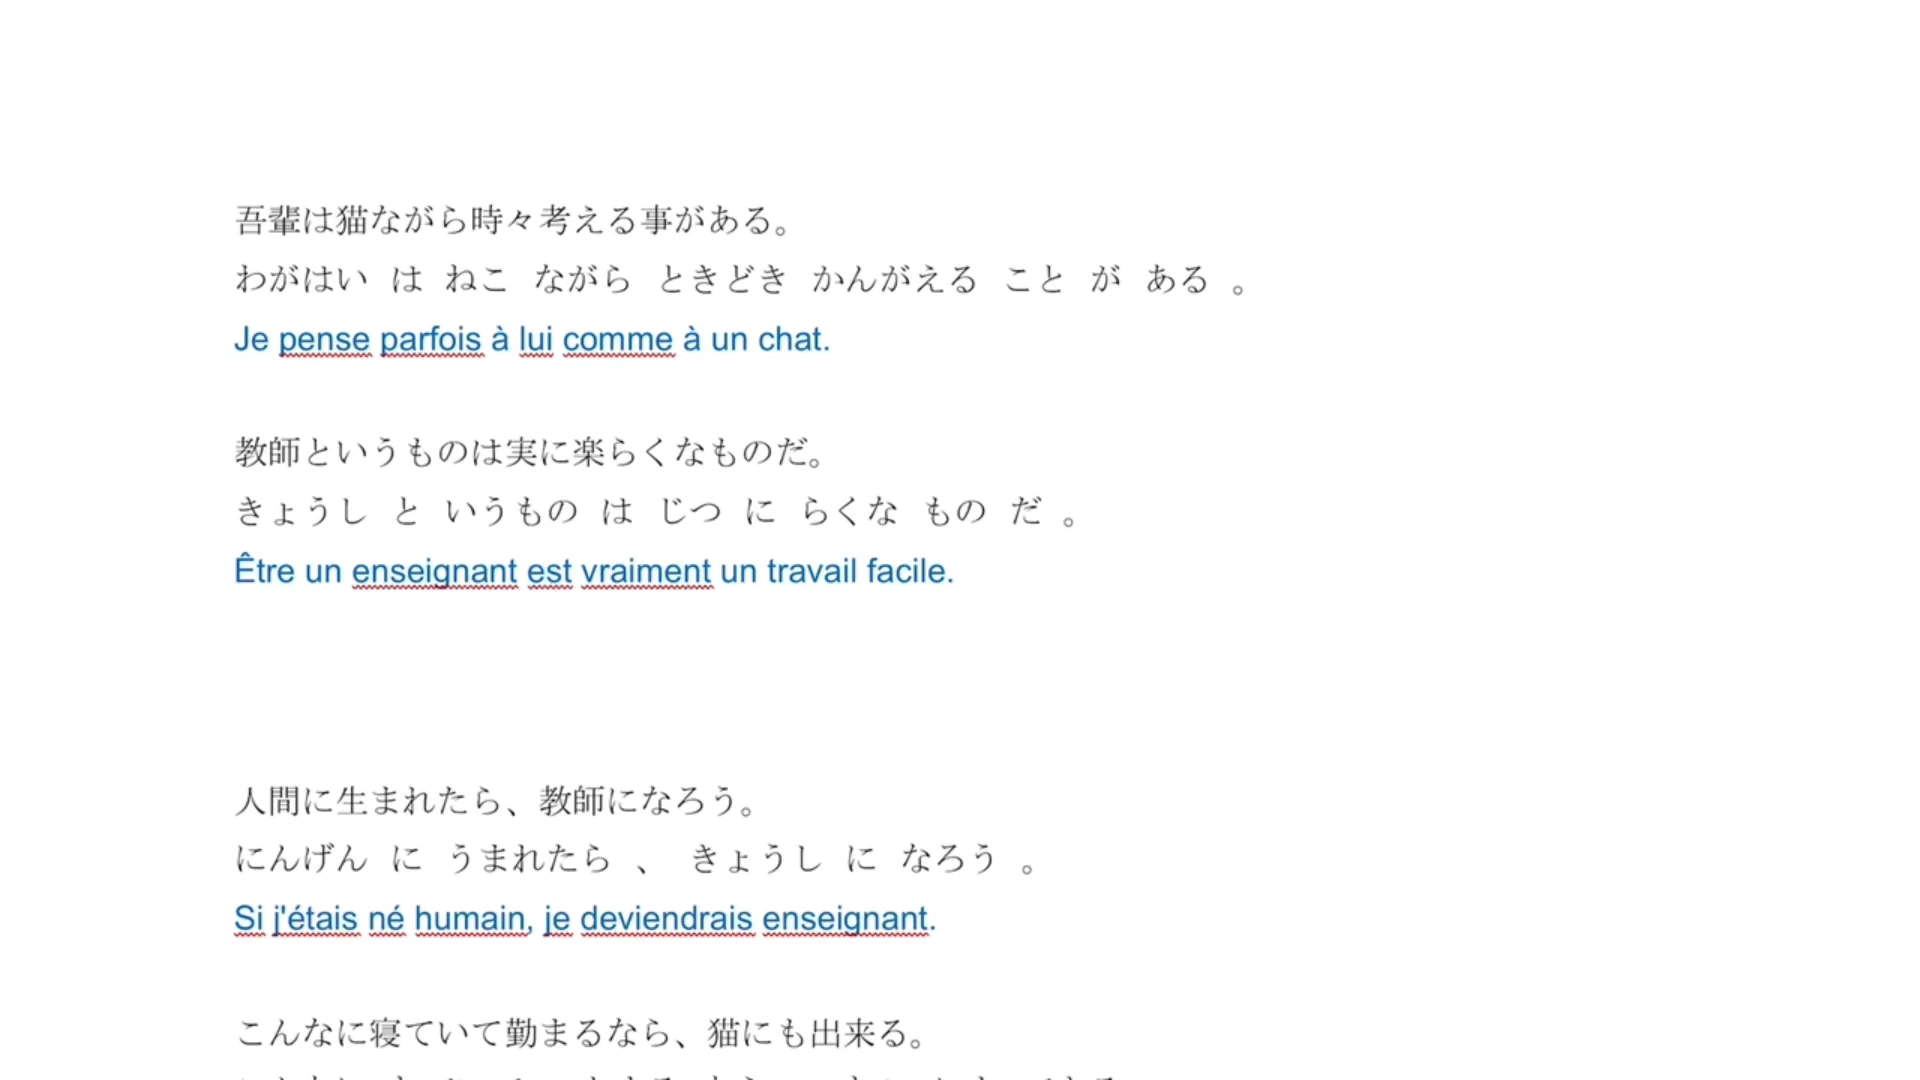 吾輩は猫ながら時々考える事がある。
わがはい は ねこ ながら ときどき かんがえる こと が ある 。
Je pense parfois à lui comme à un chat.
教師というものは実に楽らくなものだ。
きょうし と いうもの は じつ に らくな もの だ 。
Être un enseignant est vraiment un travail facile.
人間に生まれたら、教師になろう。
にんげん に うまれたら 、 きょうし に なろう 。
Si j'étais né humain, je deviendrais enseignant.
こんなに寝ていて勤まるなら、猫にも出来る。